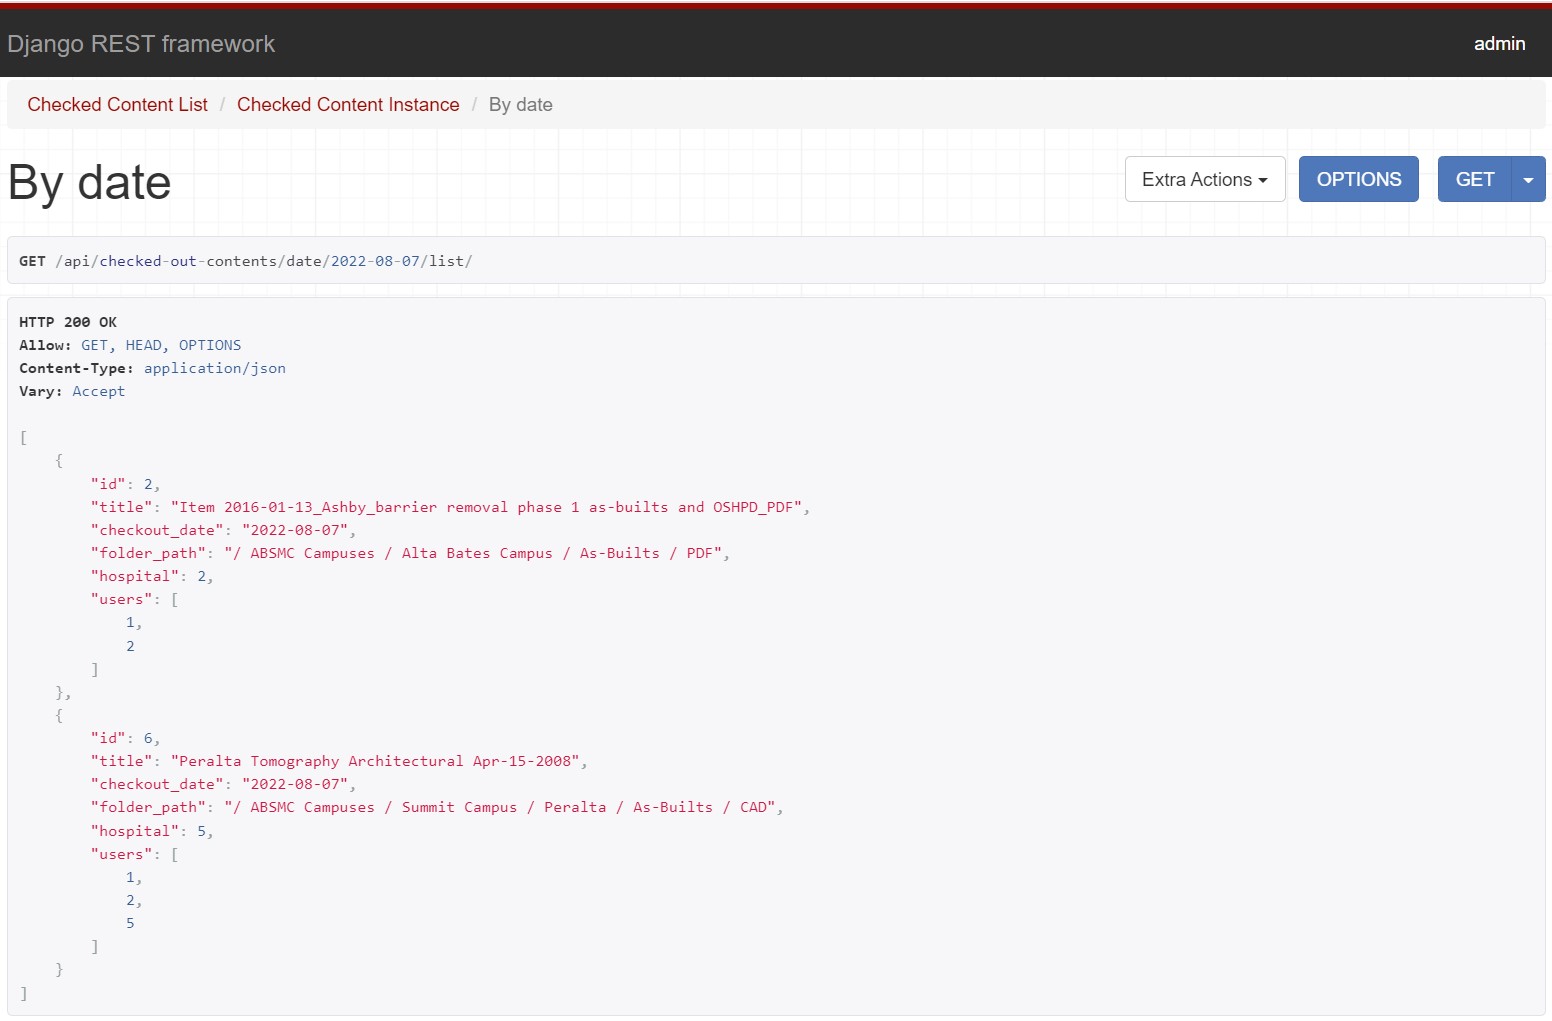 Django REST framework
admin
Checked Content List / Checked Content Instance / By date
By date
Extra Actions
OPTIONS
GET
GET /api/checked-out-contents/date/2022-08-07/list/
HTTP 200 OK
Allow: GET, HEAD, OPTIONS
Content-Type: application/json
Vary: Accept
[
    {
        "id": 2,
        "title": "Item 2016-01-13_Ashby_barrier removal phase 1 as-builts and OSHPD_PDF",
        "checkout_date": "2022-08-07",
        "folder_path": "/ ABSMC Campuses / Alta Bates Campus / As-Builts / PDF",
        "hospital": 2,
        "users": [
            1,
            2
        ]
    },
    {
        "id": 6,
        "title": "Peralta Tomography Architectural Apr-15-2008",
        "checkout_date": "2022-08-07",
        "folder_path": "/ ABSMC Campuses / Summit Campus / Peralta / As-Builts / CAD",
        "hospital": 5,
        "users": [
            1,
            2,
            5
        ]
    }
]